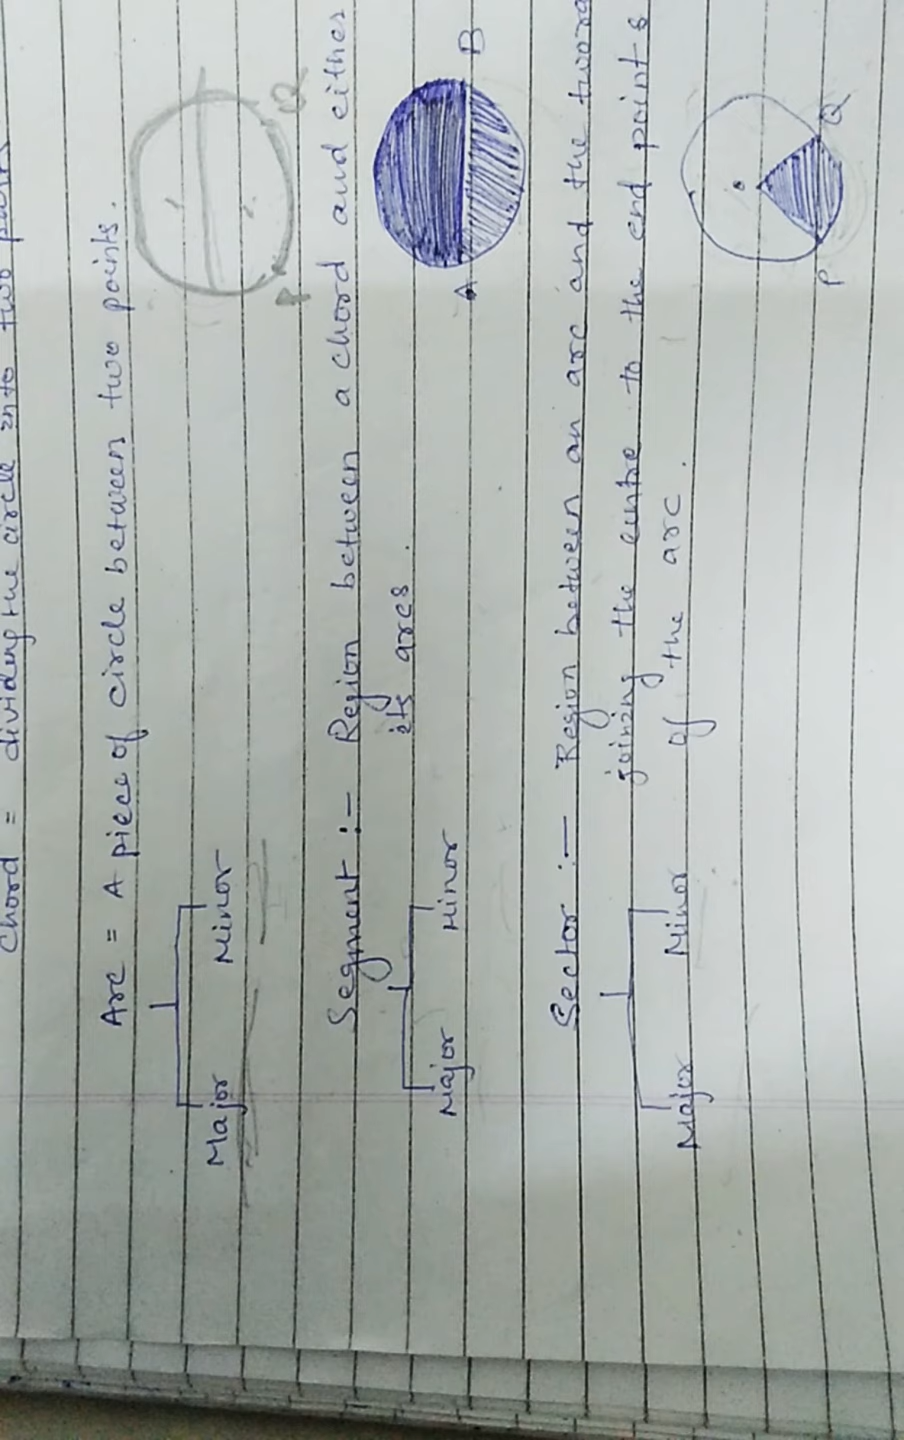 Chord = dividing the circle into two
Arc = A piece of circle between two points.
Major Minor
P Q
Segment :- Region between a chord and either
its arcs.
Major Minor
A B
Sector :- Region between an arc and the two
joining the centre to the end points
of the arc.
Major Minor
P Q